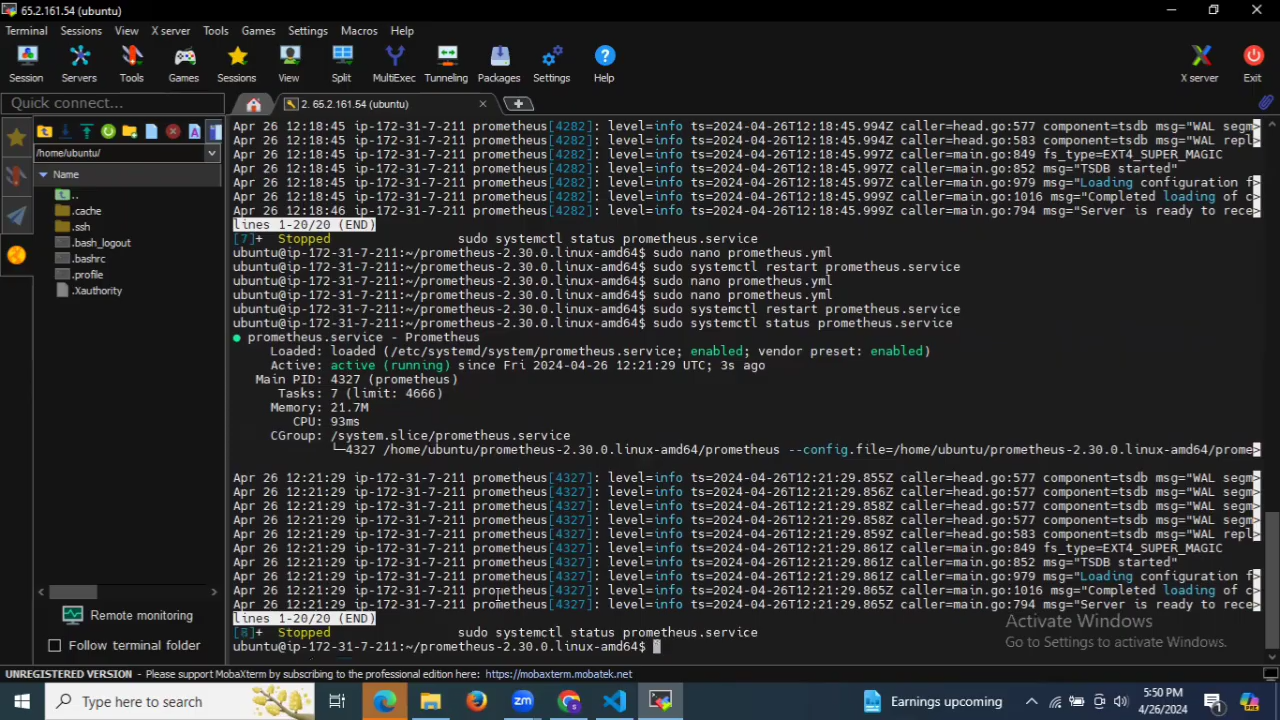 65.2.161.54 (ubuntu)
Terminal Sessions View X server Tools Games Settings Macros Help
Session Servers Tools Games Sessions View Split MultiExec Tunneling Packages Settings Help X server Exit
Quick connect...
2. 65.2.161.54 (ubuntu)
/home/ubuntu/
Name
..
.cache
.ssh
.bash_logout
.bashrc
.profile
.Xauthority
Remote monitoring
Follow terminal folder
Apr 26 12:18:45 ip-172-31-7-211 prometheus[4282]: level=info ts=2024-04-26T12:18:45.994Z caller=head.go:577 component=tsdb msg="WAL segm>
Apr 26 12:18:45 ip-172-31-7-211 prometheus[4282]: level=info ts=2024-04-26T12:18:45.997Z caller=head.go:583 component=tsdb msg="WAL repl>
Apr 26 12:18:45 ip-172-31-7-211 prometheus[4282]: level=info ts=2024-04-26T12:18:45.997Z caller=main.go:849 fs_type=EXT4_SUPER_MAGIC
Apr 26 12:18:45 ip-172-31-7-211 prometheus[4282]: level=info ts=2024-04-26T12:18:45.997Z caller=main.go:852 msg="TSDB started"
Apr 26 12:18:45 ip-172-31-7-211 prometheus[4282]: level=info ts=2024-04-26T12:18:45.997Z caller=main.go:979 msg="Loading configuration f>
Apr 26 12:18:45 ip-172-31-7-211 prometheus[4282]: level=info ts=2024-04-26T12:18:45.999Z caller=main.go:1016 msg="Completed loading of c>
Apr 26 12:18:46 ip-172-31-7-211 prometheus[4282]: level=info ts=2024-04-26T12:18:45.999Z caller=main.go:794 msg="Server is ready to rece>
lines 1-20/20 (END)
[7]+ Stopped sudo systemctl status prometheus.service
ubuntu@ip-172-31-7-211:~/prometheus-2.30.0.linux-amd64$ sudo nano prometheus.yml
ubuntu@ip-172-31-7-211:~/prometheus-2.30.0.linux-amd64$ sudo systemctl restart prometheus.service
ubuntu@ip-172-31-7-211:~/prometheus-2.30.0.linux-amd64$ sudo nano prometheus.yml
ubuntu@ip-172-31-7-211:~/prometheus-2.30.0.linux-amd64$ sudo nano prometheus.yml
ubuntu@ip-172-31-7-211:~/prometheus-2.30.0.linux-amd64$ sudo systemctl restart prometheus.service
ubuntu@ip-172-31-7-211:~/prometheus-2.30.0.linux-amd64$ sudo systemctl status prometheus.service
● prometheus.service - Prometheus
Loaded: loaded (/etc/systemd/system/prometheus.service; enabled; vendor preset: enabled)
Active: active (running) since Fri 2024-04-26 12:21:29 UTC; 3s ago
Main PID: 4327 (prometheus)
Tasks: 7 (limit: 4666)
Memory: 21.7M
CPU: 93ms
CGroup: /system.slice/prometheus.service
└─4327 /home/ubuntu/prometheus-2.30.0.linux-amd64/prometheus --config.file=/home/ubuntu/prometheus-2.30.0.linux-amd64/prome>
Apr 26 12:21:29 ip-172-31-7-211 prometheus[4327]: level=info ts=2024-04-26T12:21:29.855Z caller=head.go:577 component=tsdb msg="WAL segm>
Apr 26 12:21:29 ip-172-31-7-211 prometheus[4327]: level=info ts=2024-04-26T12:21:29.856Z caller=head.go:577 component=tsdb msg="WAL segm>
Apr 26 12:21:29 ip-172-31-7-211 prometheus[4327]: level=info ts=2024-04-26T12:21:29.858Z caller=head.go:577 component=tsdb msg="WAL segm>
Apr 26 12:21:29 ip-172-31-7-211 prometheus[4327]: level=info ts=2024-04-26T12:21:29.858Z caller=head.go:577 component=tsdb msg="WAL segm>
Apr 26 12:21:29 ip-172-31-7-211 prometheus[4327]: level=info ts=2024-04-26T12:21:29.859Z caller=head.go:583 component=tsdb msg="WAL repl>
Apr 26 12:21:29 ip-172-31-7-211 prometheus[4327]: level=info ts=2024-04-26T12:21:29.861Z caller=main.go:849 fs_type=EXT4_SUPER_MAGIC
Apr 26 12:21:29 ip-172-31-7-211 prometheus[4327]: level=info ts=2024-04-26T12:21:29.861Z caller=main.go:852 msg="TSDB started"
Apr 26 12:21:29 ip-172-31-7-211 prometheus[4327]: level=info ts=2024-04-26T12:21:29.861Z caller=main.go:979 msg="Loading configuration f>
Apr 26 12:21:29 ip-172-31-7-211 prometheus[4327]: level=info ts=2024-04-26T12:21:29.865Z caller=main.go:1016 msg="Completed loading of c>
Apr 26 12:21:29 ip-172-31-7-211 prometheus[4327]: level=info ts=2024-04-26T12:21:29.865Z caller=main.go:794 msg="Server is ready to rece>
lines 1-20/20 (END)
[8]+ Stopped sudo systemctl status prometheus.service
ubuntu@ip-172-31-7-211:~/prometheus-2.30.0.linux-amd64$
Activate Windows
Go to Settings to activate Windows.
UNREGISTERED VERSION - Please support MobaXterm by subscribing to the professional edition here: https://mobaxterm.mobatek.net
Type here to search
Earnings upcoming
5:50 PM
4/26/2024